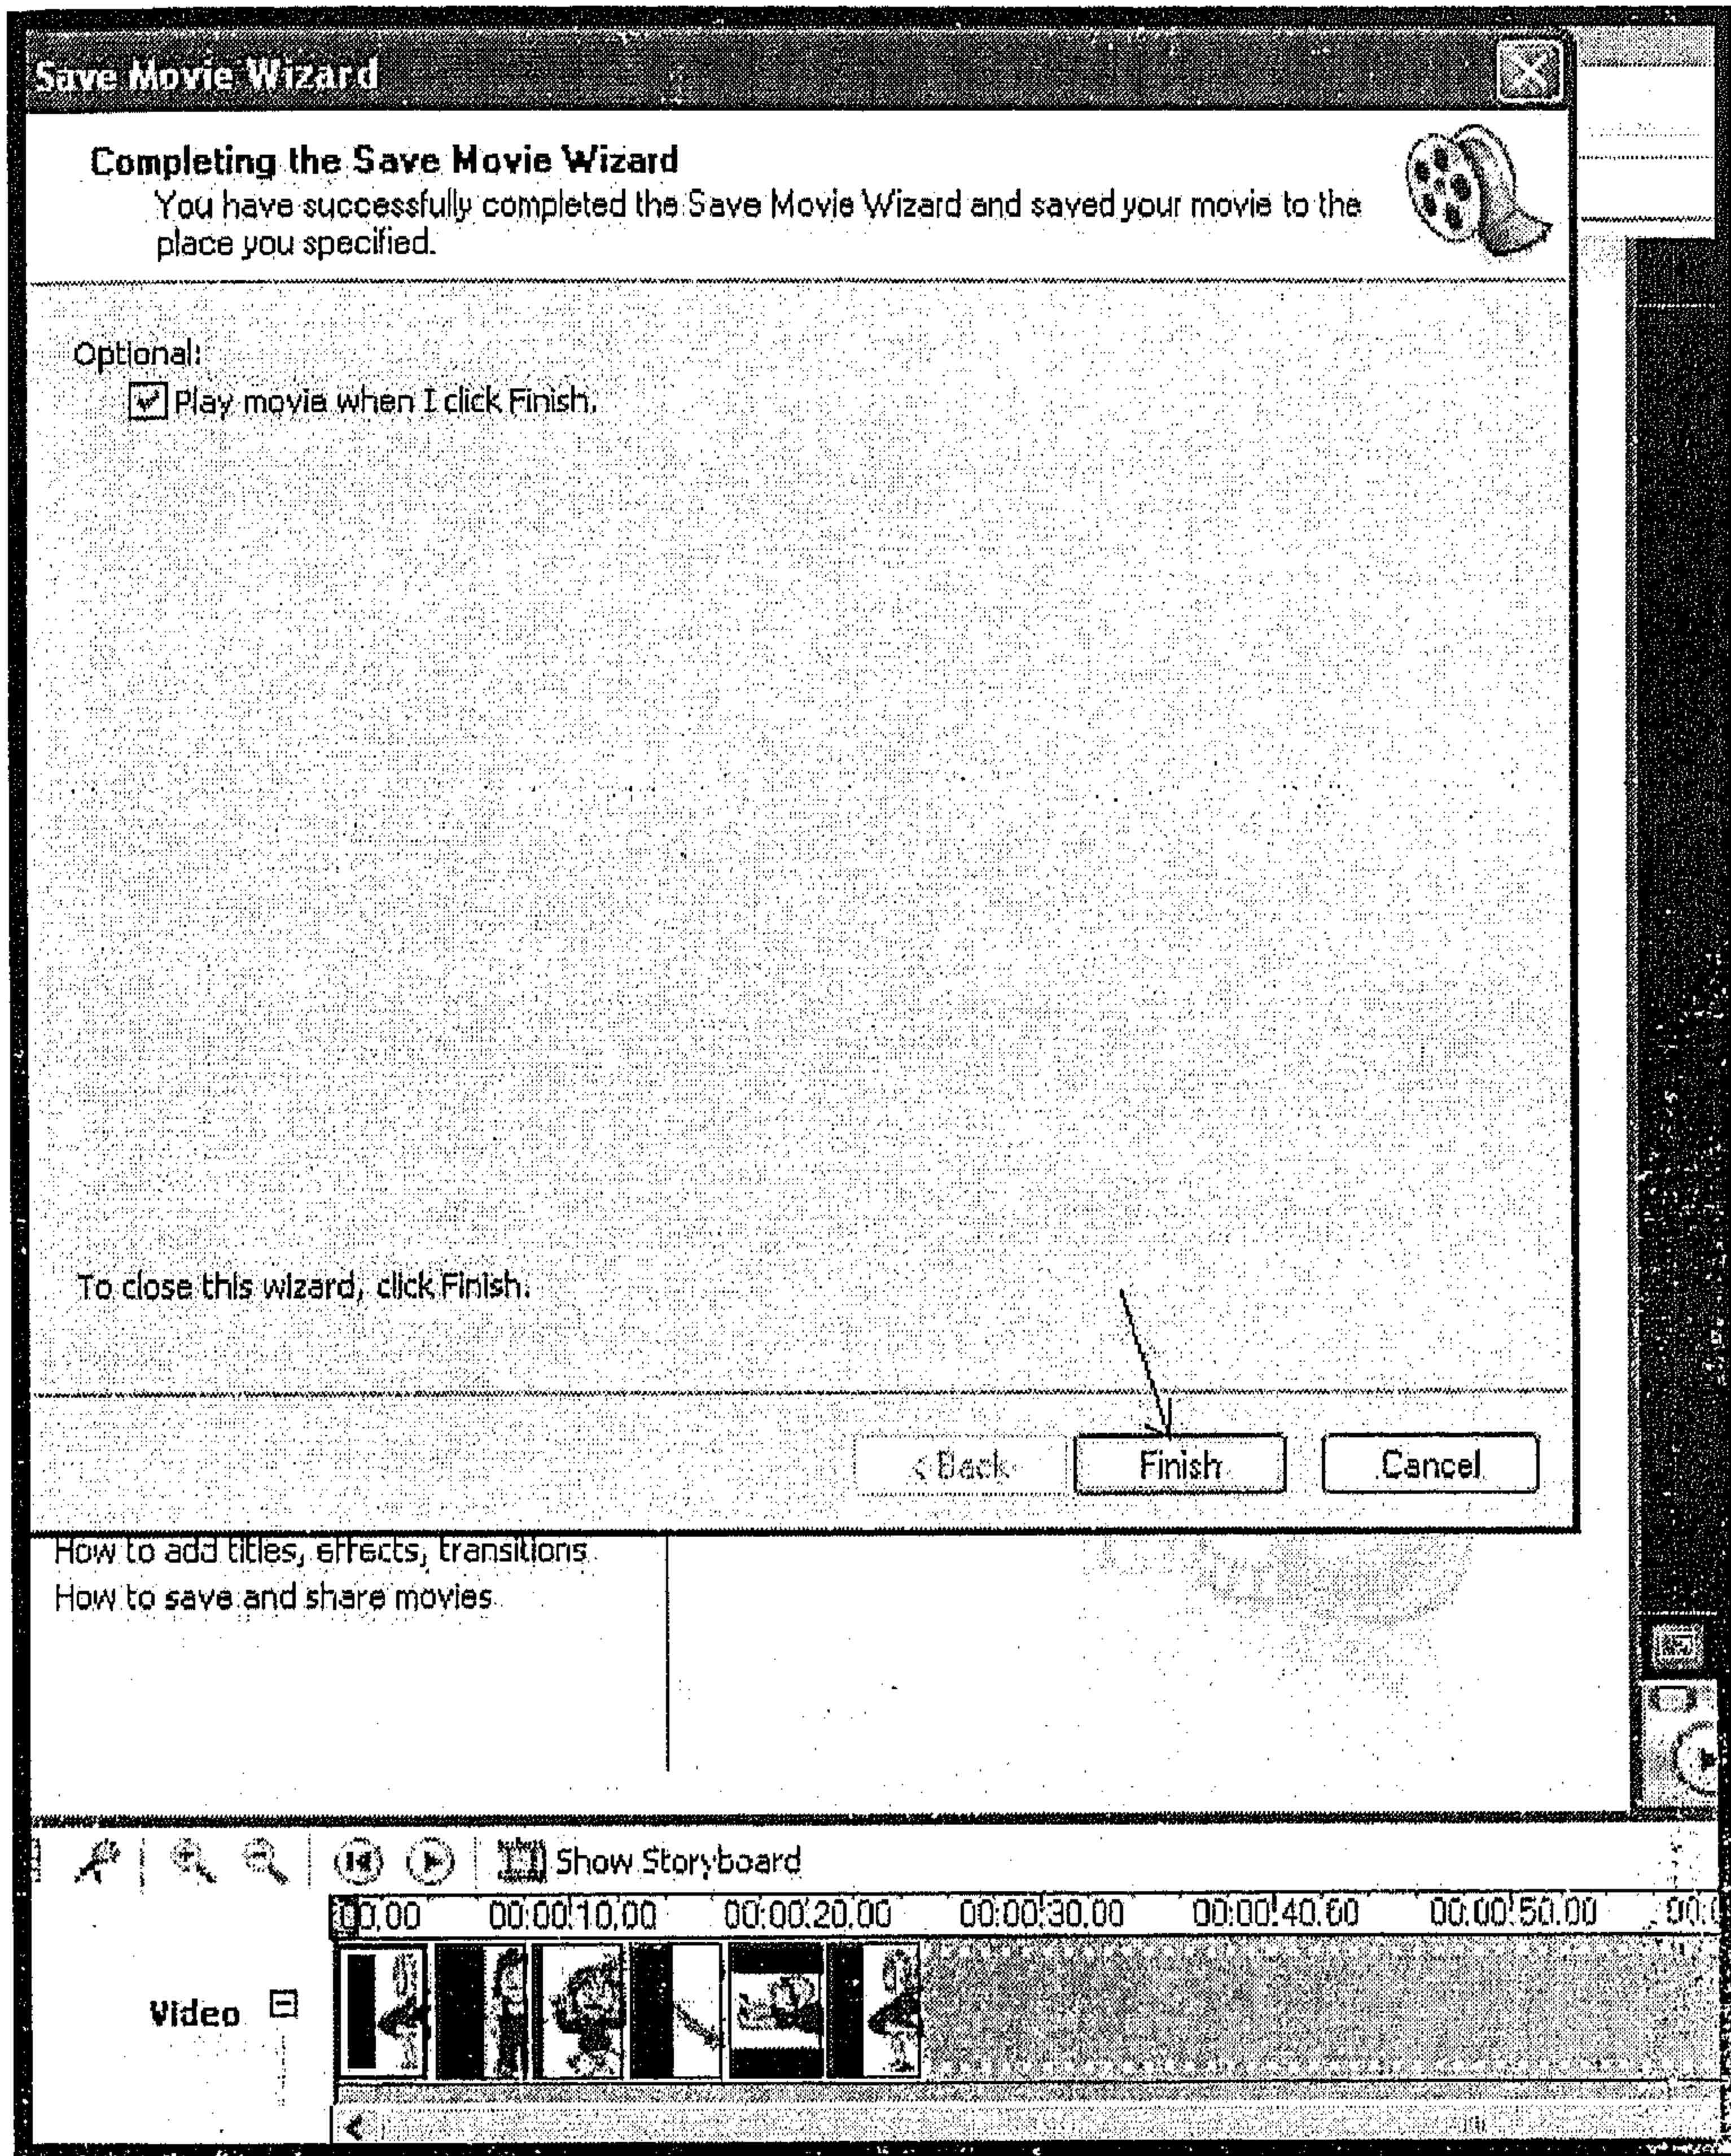 Save Movie Wizard
Completing the Save Movie Wizard
You have successfully completed the Save Movie Wizard and saved your movie to the
place you specified.
Optional:
Play movie when I click Finish.
To close this wizard, click Finish.
< Back
Finish
Cancel
How to add titles, effects, transitions
How to save and share movies
Show Storyboard
00.00 00:00:10.00 00:00:20.00 00:00:30.00 00:00:40.00 00:00:50.00
Video